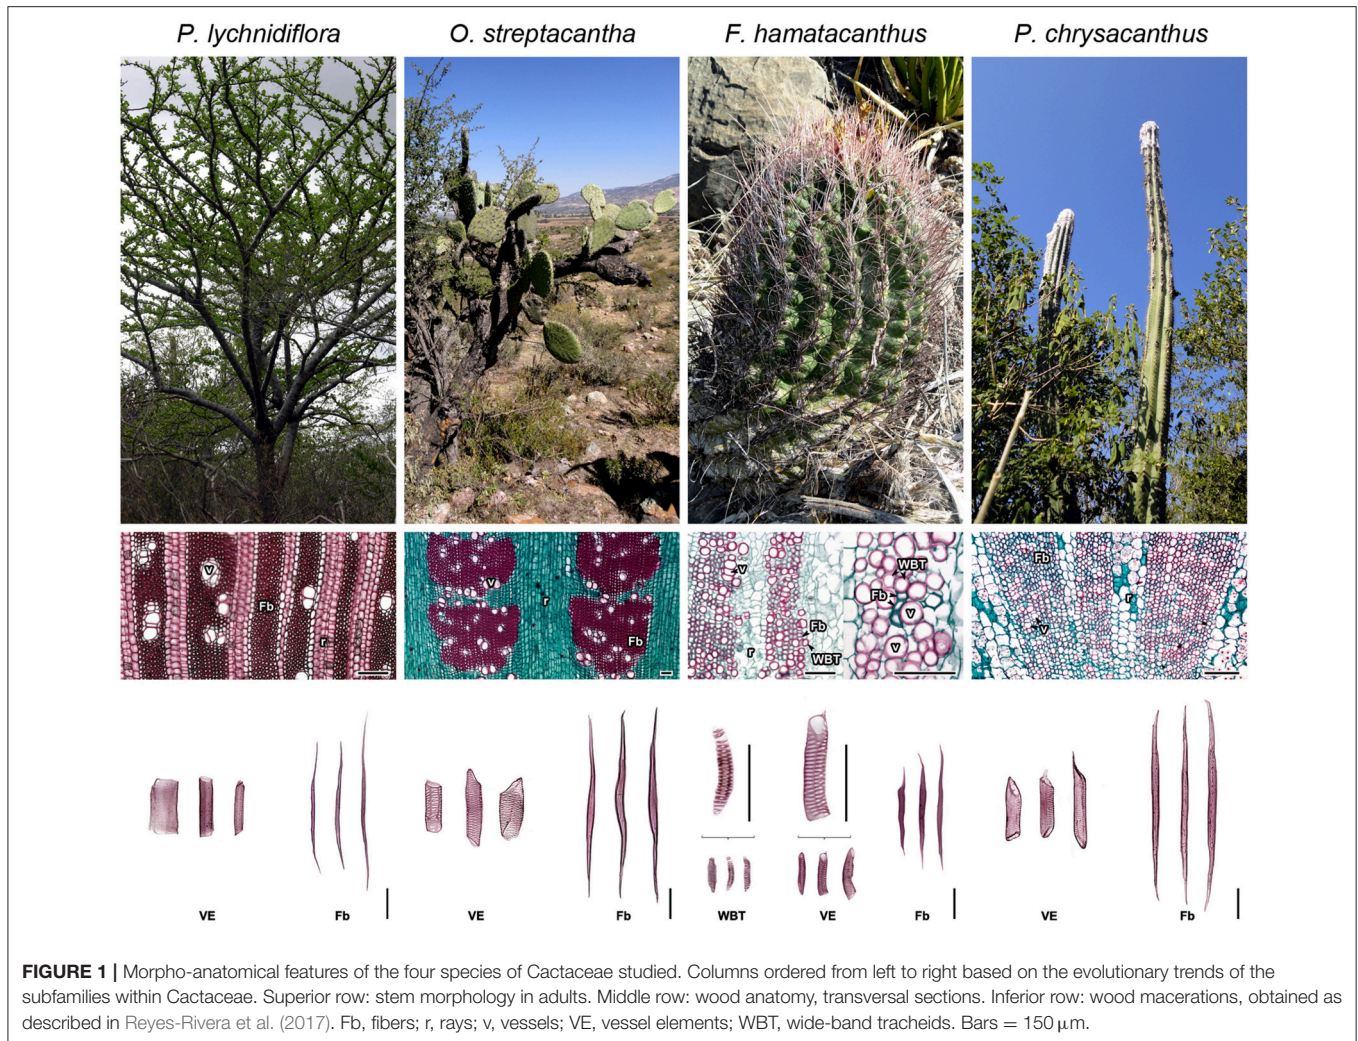 P. lychnidiflora
O. streptacantha
F. hamatacanthus
P. chrysacanthus
v
Fb
r
v
r
Fb
v
Fb
WBT
r
WBT
Fb
v
v
Fb
r
v
VE
Fb
VE
Fb
WBT
VE
Fb
VE
Fb
FIGURE 1 | Morpho-anatomical features of the four species of Cactaceae studied. Columns ordered from left to right based on the evolutionary trends of the
subfamilies within Cactaceae. Superior row: stem morphology in adults. Middle row: wood anatomy, transversal sections. Inferior row: wood macerations, obtained as
described in Reyes-Rivera et al. (2017). Fb, fibers; r, rays; v, vessels; VE, vessel elements; WBT, wide-band tracheids. Bars = 150 μm.